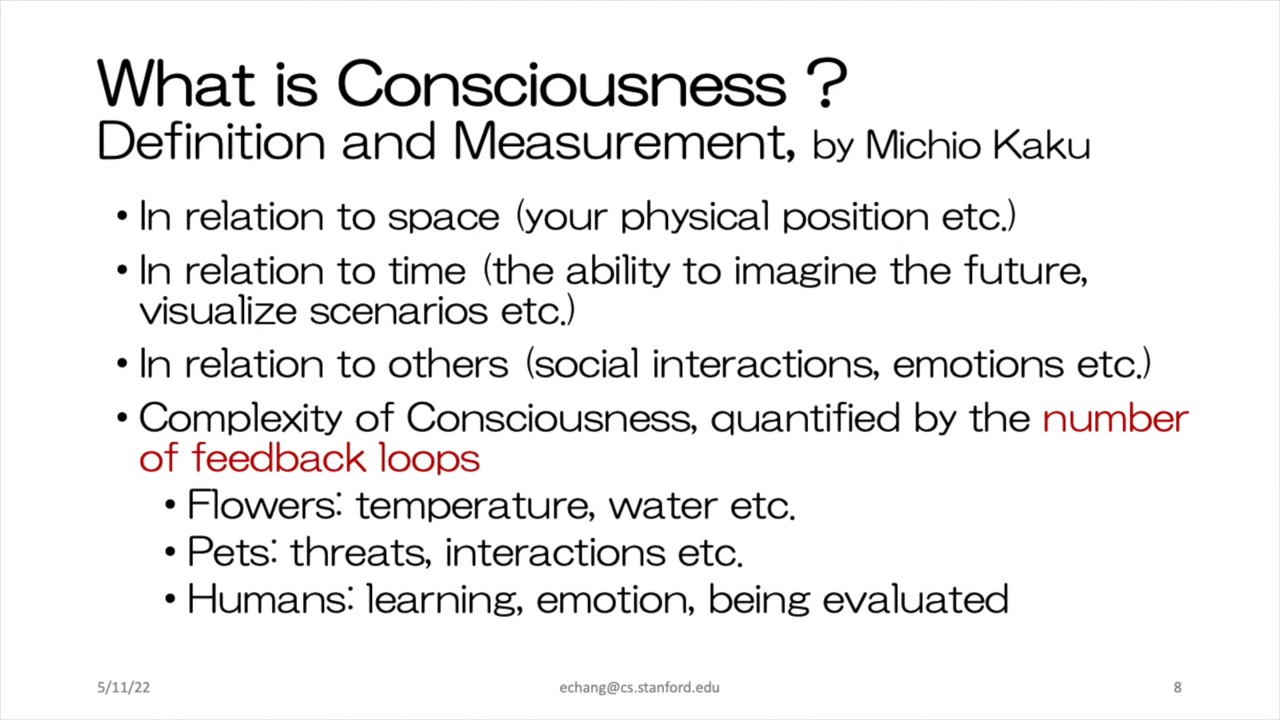 What is Consciousness ?
Definition and Measurement, by Michio Kaku
• In relation to space (your physical position etc.)
• In relation to time (the ability to imagine the future,
visualize scenarios etc.)
• In relation to others (social interactions, emotions etc.)
• Complexity of Consciousness, quantified by the number
of feedback loops
• Flowers: temperature, water etc.
• Pets: threats, interactions etc.
• Humans: learning, emotion, being evaluated
5/11/22
echang@cs.stanford.edu
8